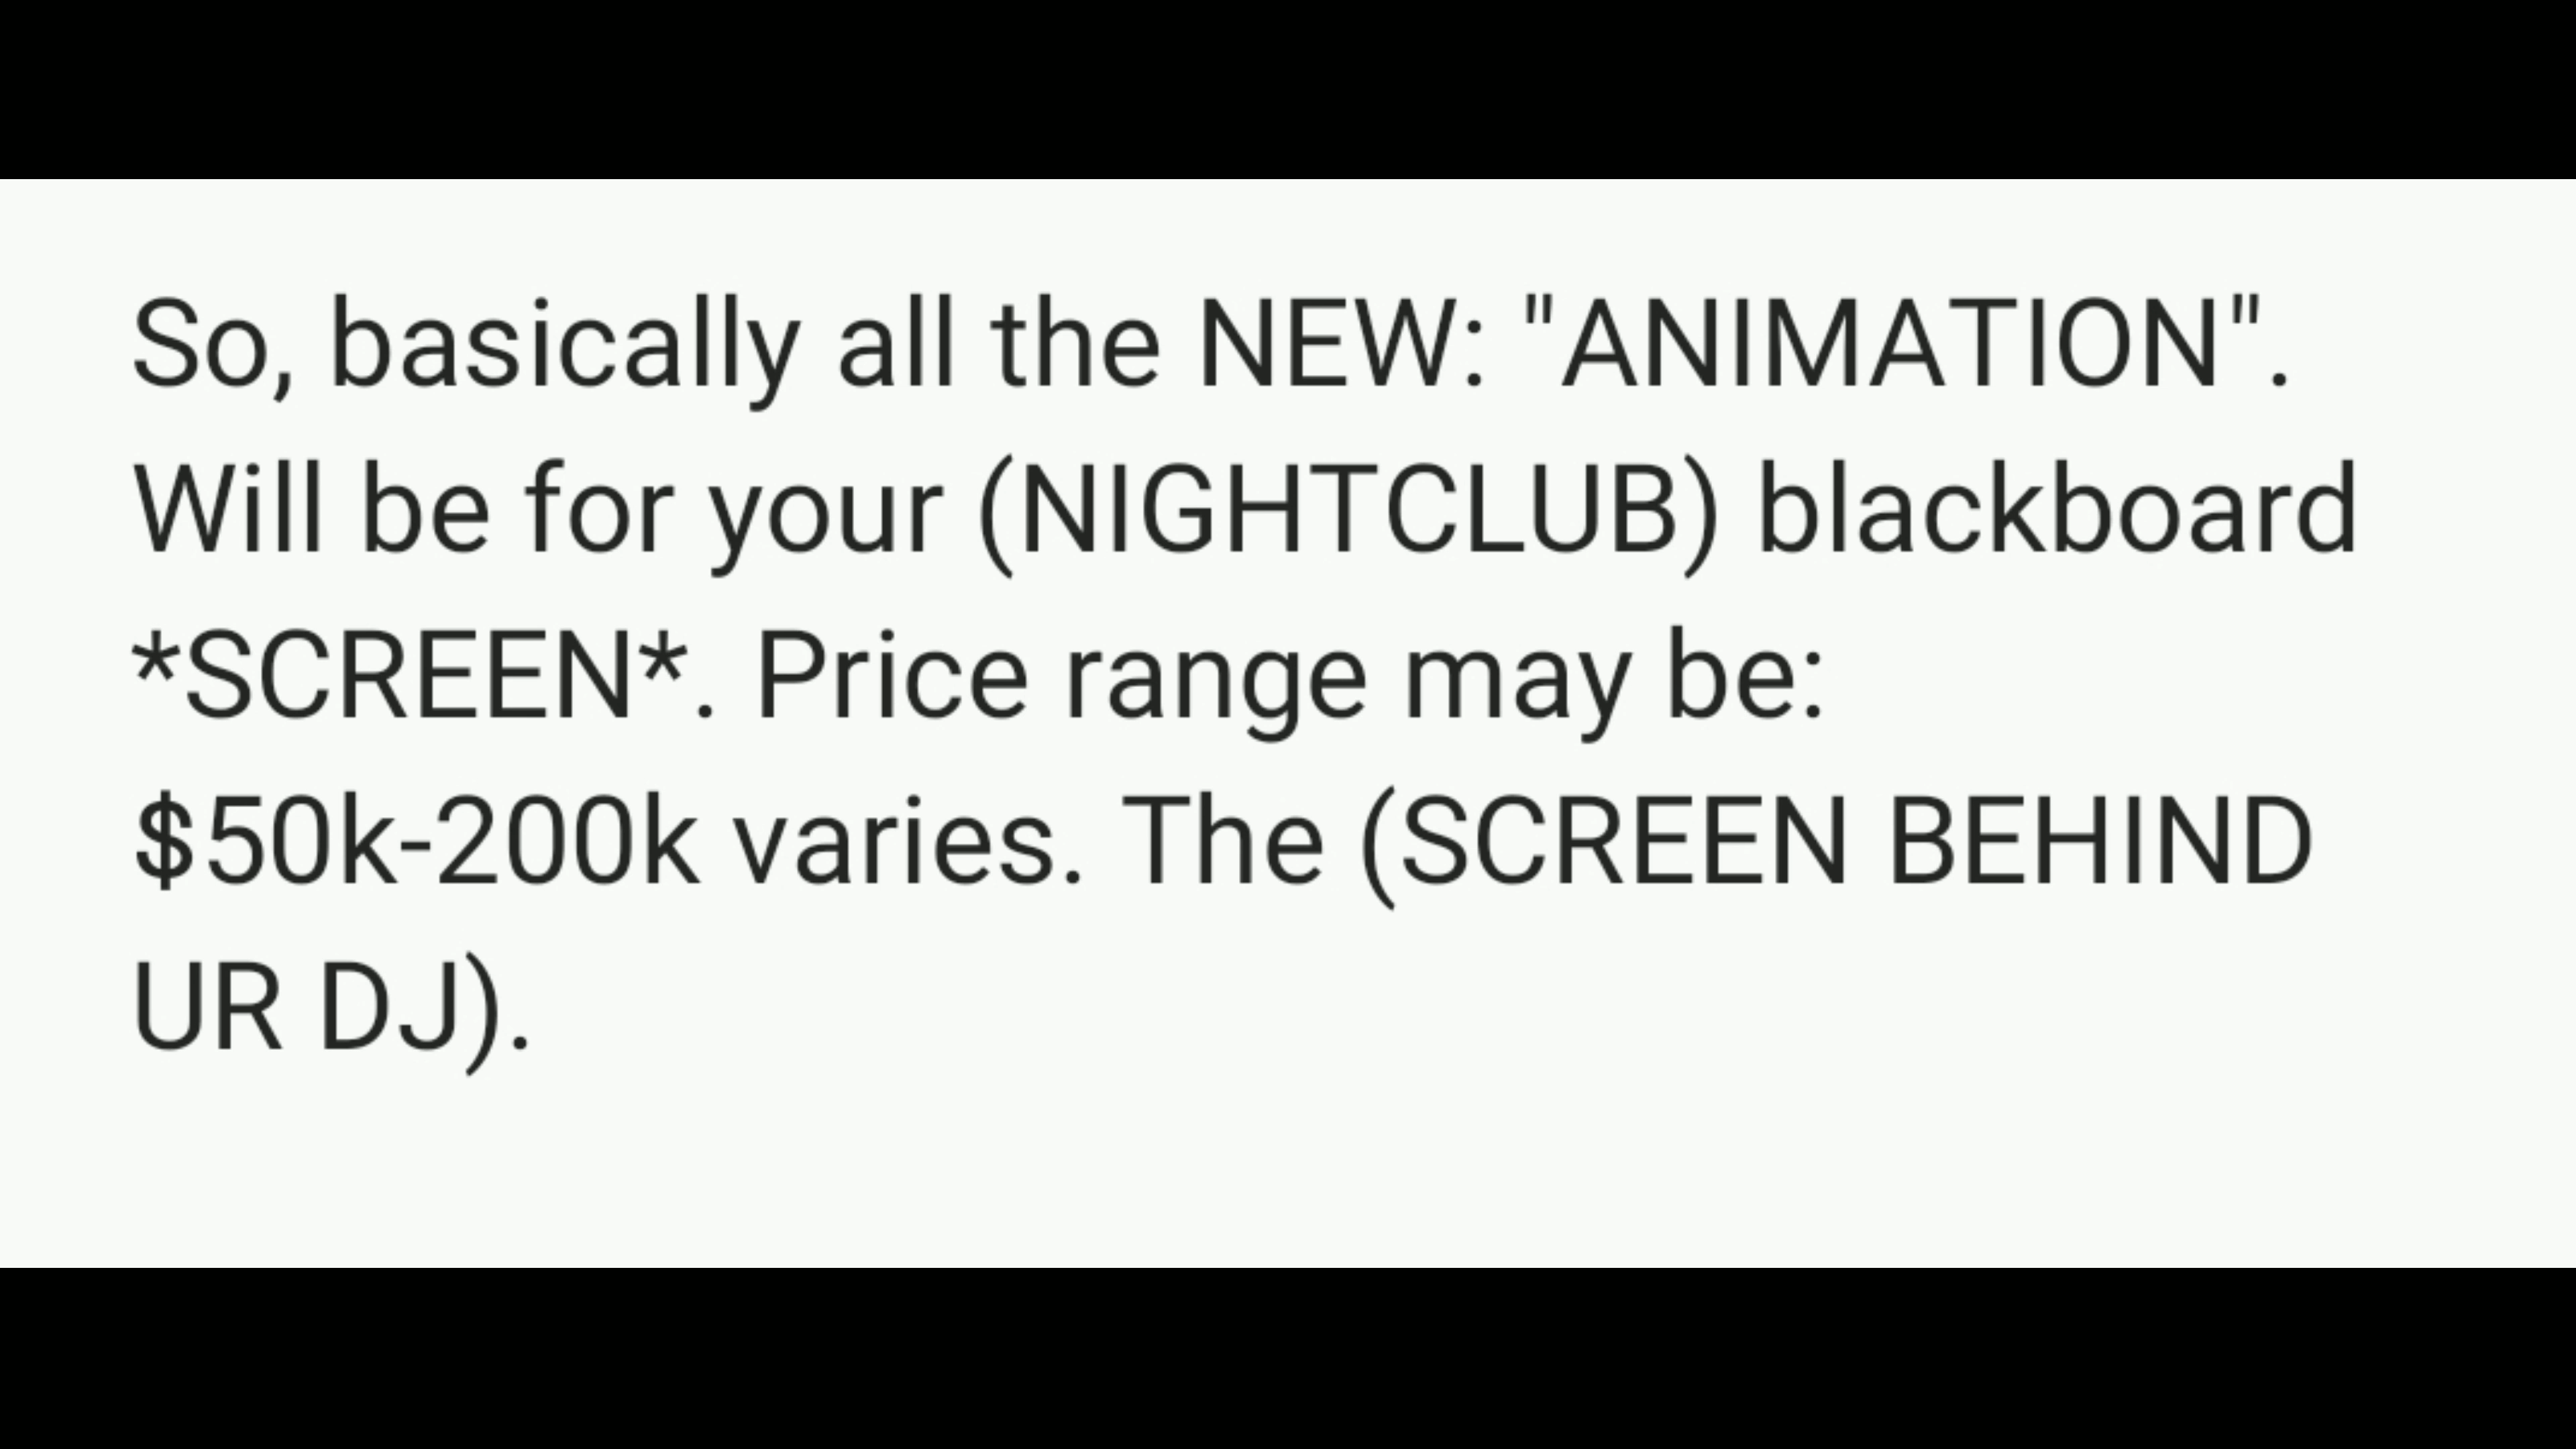 So, basically all the NEW: "ANIMATION".
Will be for your (NIGHTCLUB) blackboard
*SCREEN*. Price range may be:
$50k-200k varies. The (SCREEN BEHIND
UR DJ).